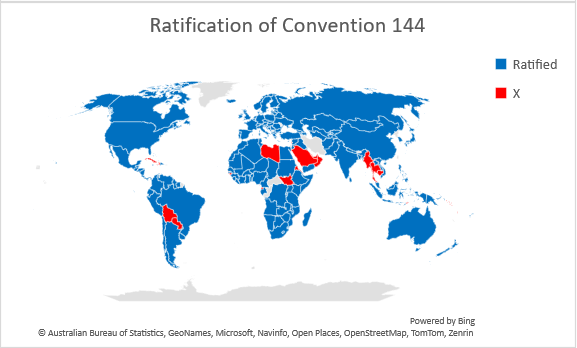 Ratification of Convention 144
Ratified
X
Powered by Bing
© Australian Bureau of Statistics, GeoNames, Microsoft, Navinfo, Open Places, OpenStreetMap, TomTom, Zenrin